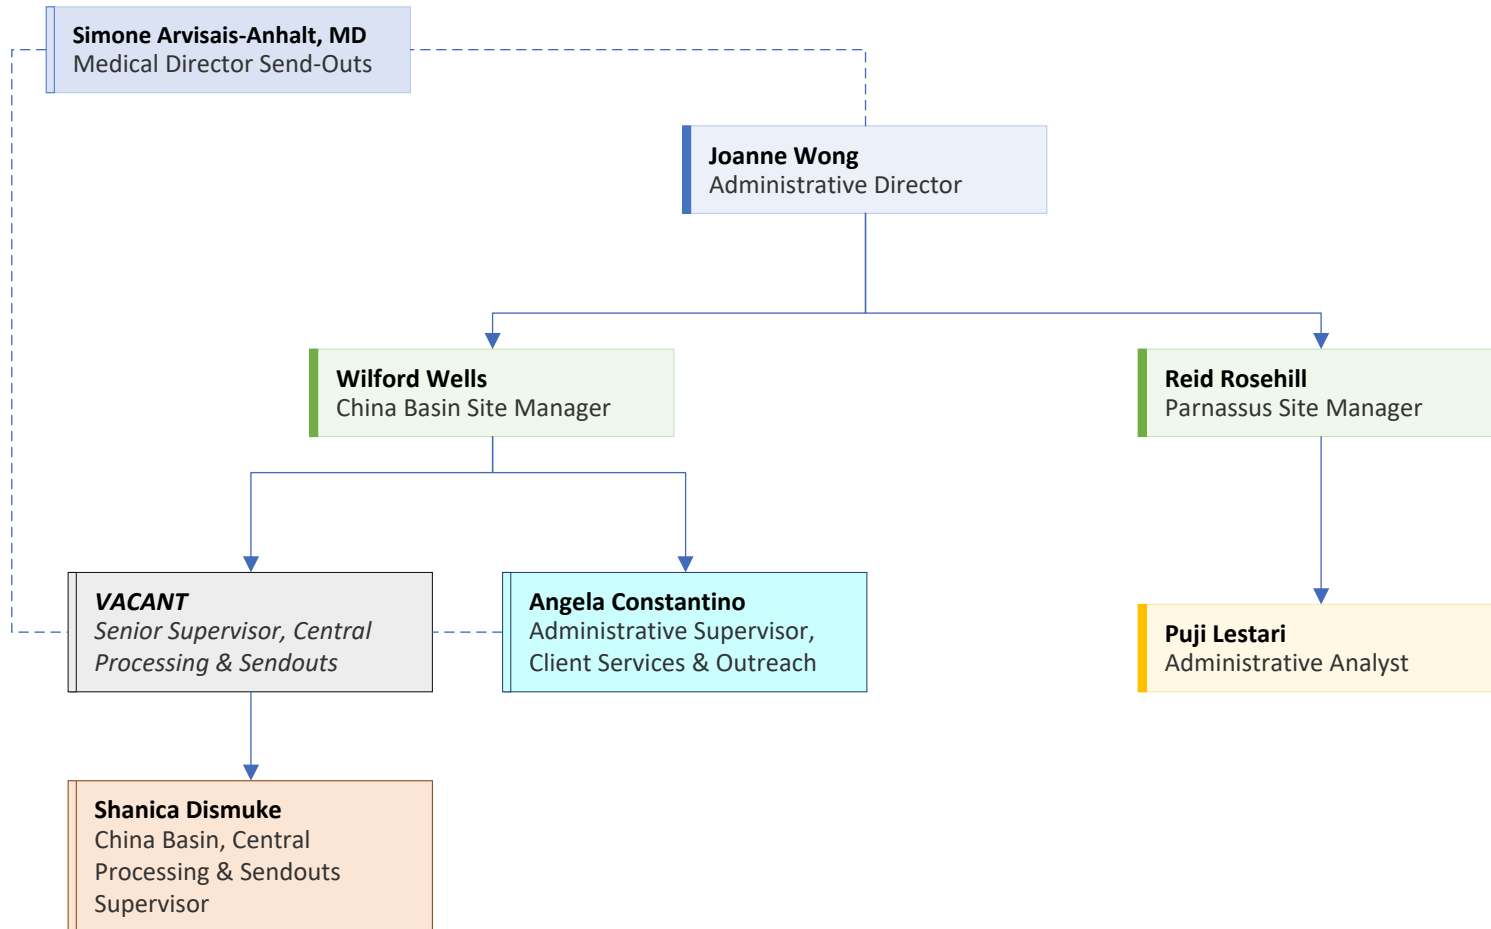 Simone Arvisais-Anhalt, MD
Medical Director Send-Outs
Joanne Wong
Administrative Director
Wilford Wells
China Basin Site Manager
Reid Rosehill
Parnassus Site Manager
VACANT
Senior Supervisor, Central
Processing & Sendouts
Angela Constantino
Administrative Supervisor,
Client Services & Outreach
Puji Lestari
Administrative Analyst
Shanica Dismuke
China Basin, Central
Processing & Sendouts
Supervisor